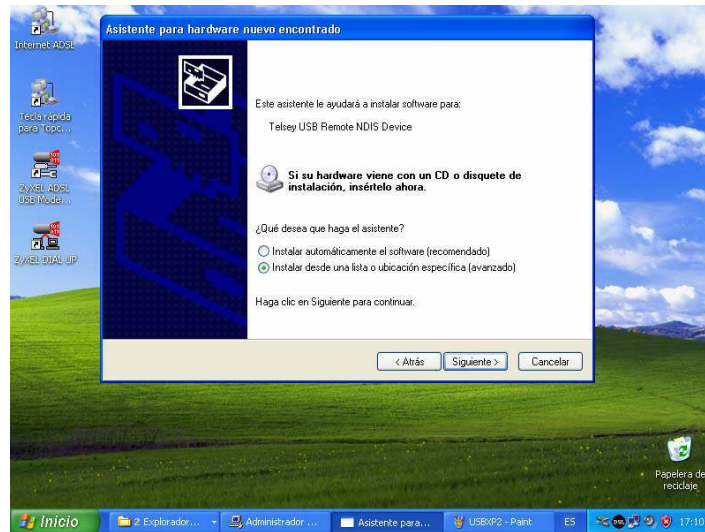 Internet ADSL
Tecla rápida
para Topc...
ZyXEL ADSL
USB Mode...
ZyXEL DIAL UP
Asistente para hardware nuevo encontrado
Este asistente le ayudará a instalar software para:
Telsey USB Remote NDIS Device
Si su hardware viene con un CD o disquete de
instalación, insértelo ahora.
¿Qué desea que haga el asistente?
Instalar automáticamente el software (recomendado)
Instalar desde una lista o ubicación específica (avanzado)
Haga clic en Siguiente para continuar.
< Atrás
Siguiente >
Cancelar
Papelera de
reciclaje
Inicio
2 Explorador...
Administrador ...
Asistente para...
USBXP2 - Paint
ES
17:10